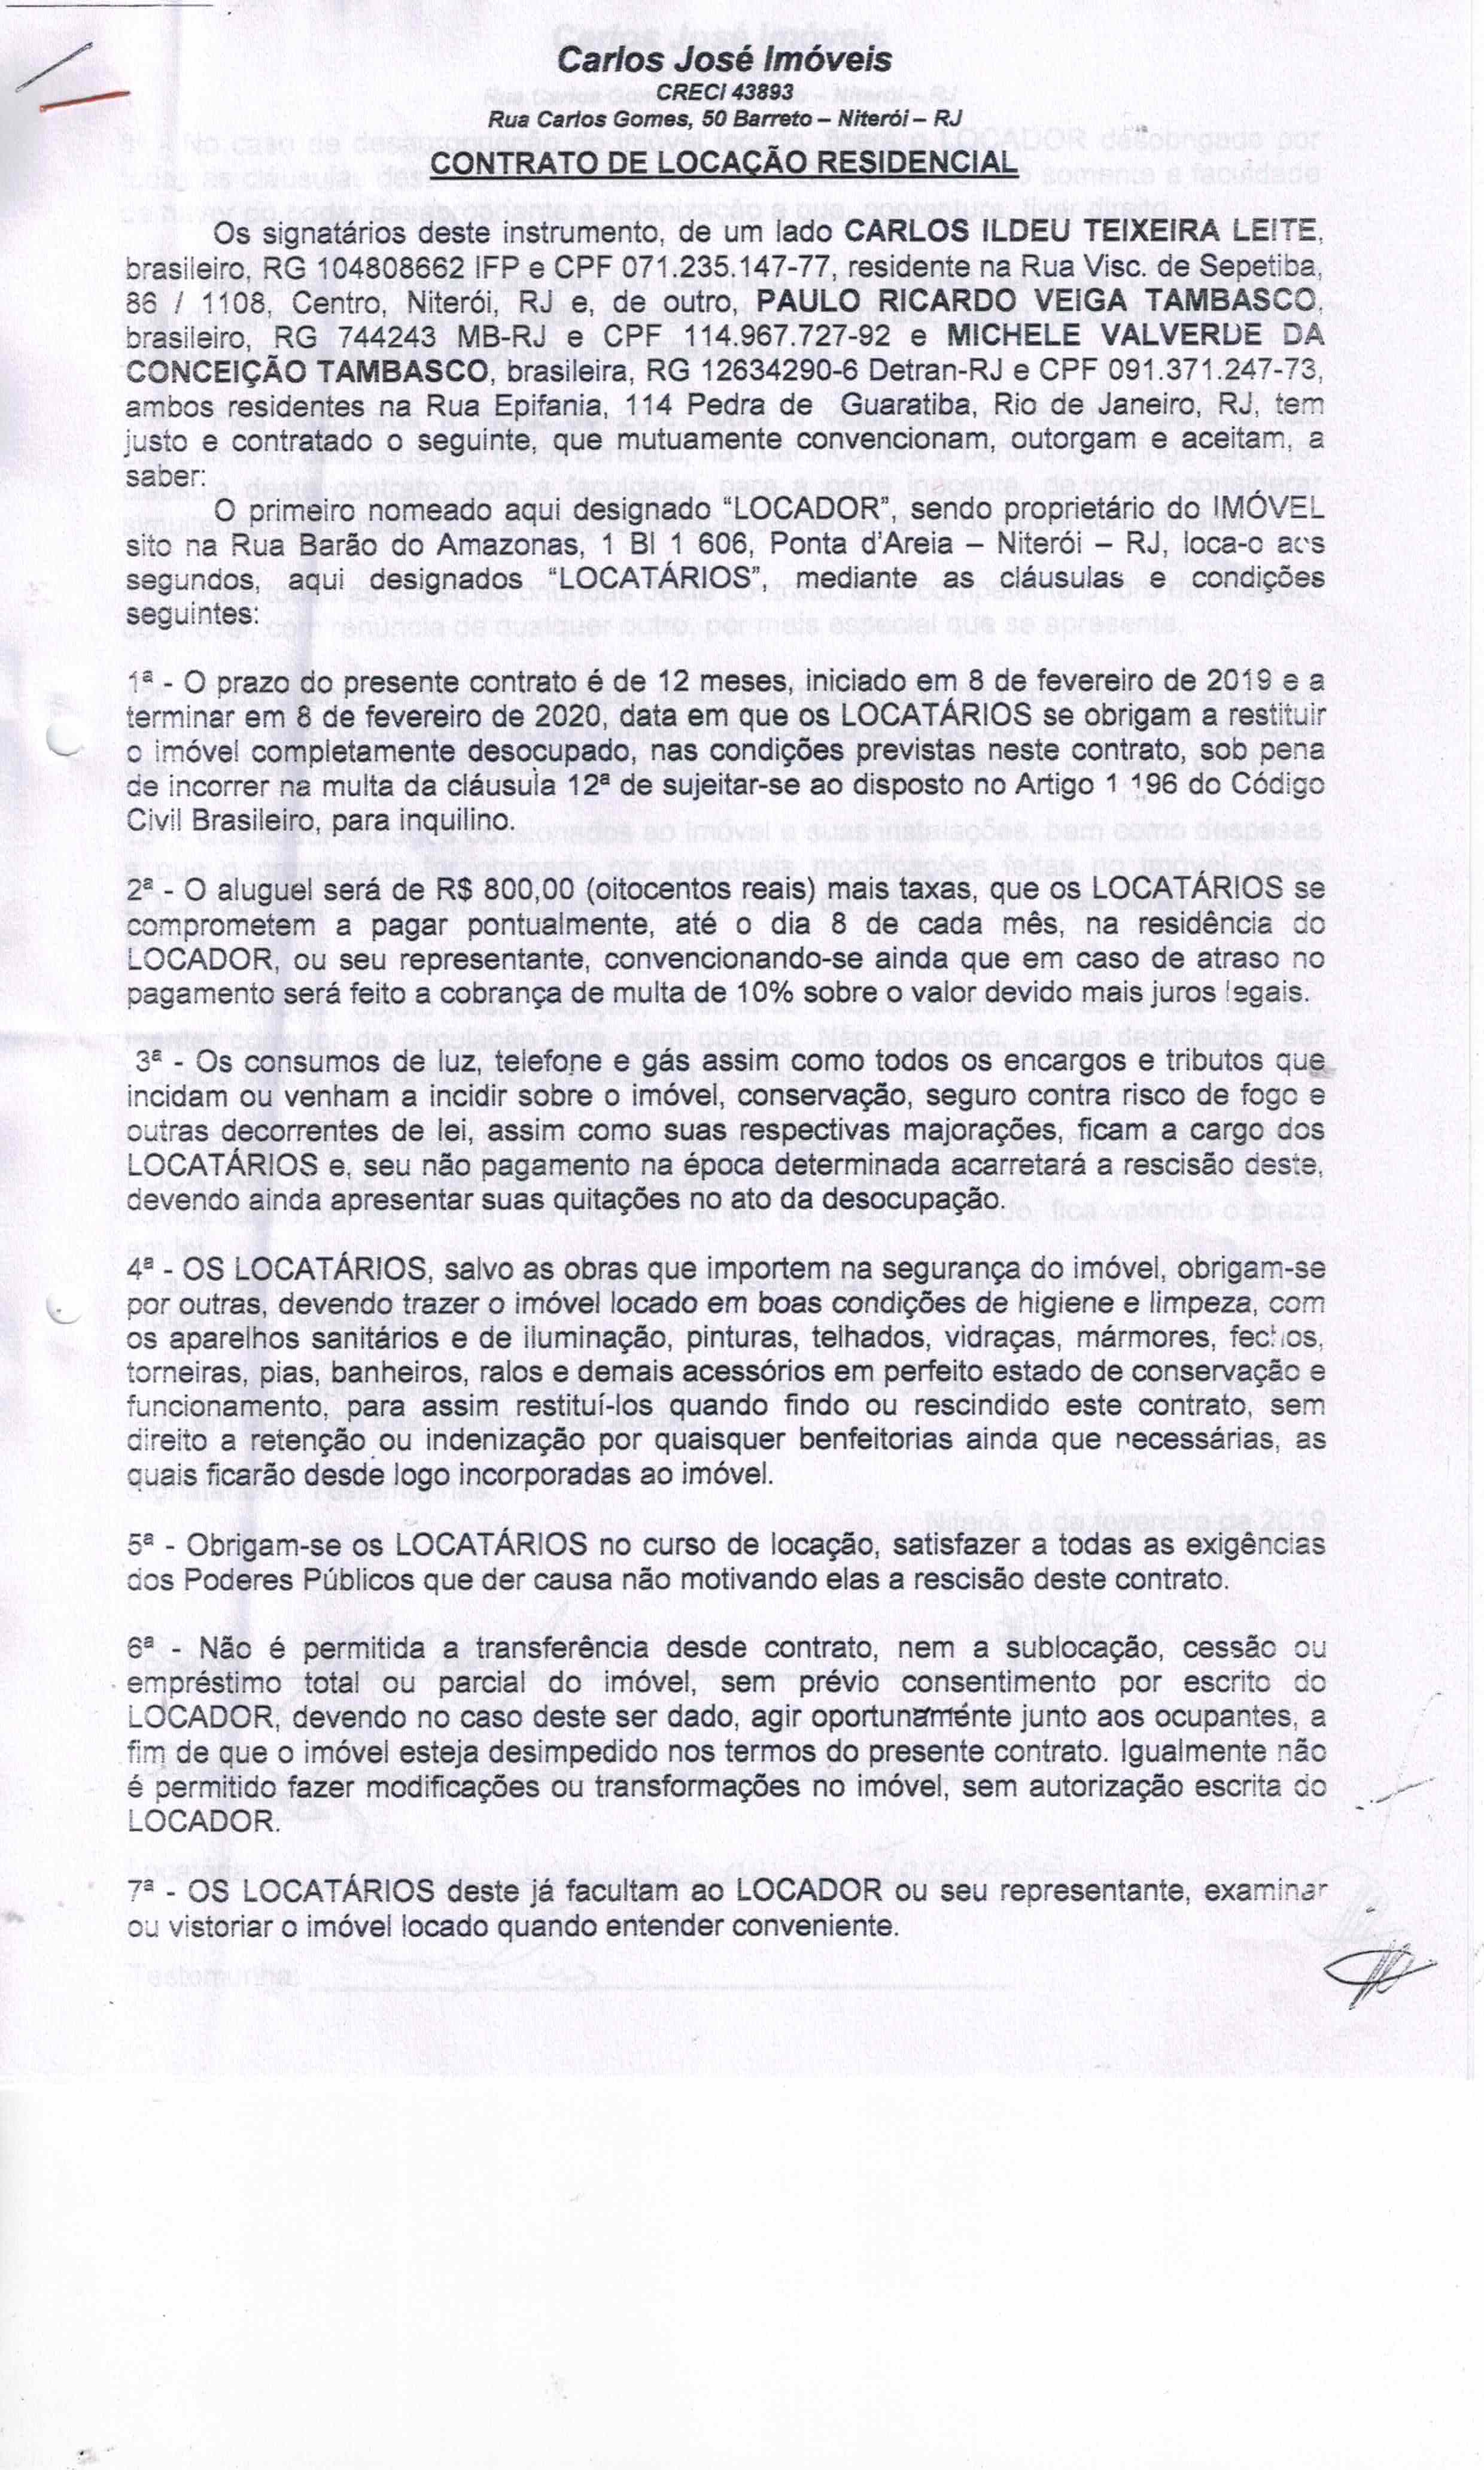 Carlos José Imóveis
CRECI 43893
Rua Carlos Gomes, 50 Barreto – Niterói – RJ
CONTRATO DE LOCAÇÃO RESIDENCIAL
Os signatários deste instrumento, de um lado CARLOS ILDEU TEIXEIRA LEITE,
brasileiro, RG 104808662 IFP e CPF 071.235.147-77, residente na Rua Visc. de Sepetiba,
86 / 1108, Centro, Niterói, RJ e, de outro, PAULO RICARDO VEIGA TAMBASCO,
brasileiro, RG 744243 MB-RJ e CPF 114.967.727-92 e MICHELE VALVERDE DA
CONCEIÇÃO TAMBASCO, brasileira, RG 12634290-6 Detran-RJ e CPF 091.371.247-73,
ambos residentes na Rua Epifania, 114 Pedra de Guaratiba, Rio de Janeiro, RJ, tem
justo e contratado o seguinte, que mutuamente convencionam, outorgam e aceitam, a
saber:
O primeiro nomeado aqui designado "LOCADOR", sendo proprietário do IMÓVEL
sito na Rua Barão do Amazonas, 1 Bl 1 606, Ponta d'Areia – Niterói – RJ, loca-o aos
segundos, aqui designados "LOCATÁRIOS", mediante as cláusulas e condições
seguintes:
1ª - O prazo do presente contrato é de 12 meses, iniciado em 8 de fevereiro de 2019 e a
terminar em 8 de fevereiro de 2020, data em que os LOCATÁRIOS se obrigam a restituir
o imóvel completamente desocupado, nas condições previstas neste contrato, sob pena
de incorrer na multa da cláusula 12ª de sujeitar-se ao disposto no Artigo 1.196 do Código
Civil Brasileiro, para inquilino.
2ª - O aluguel será de R$ 800,00 (oitocentos reais) mais taxas, que os LOCATÁRIOS se
comprometem a pagar pontualmente, até o dia 8 de cada mês, na residência do
LOCADOR, ou seu representante, convencionando-se ainda que em caso de atraso no
pagamento será feito a cobrança de multa de 10% sobre o valor devido mais juros legais.
3ª - Os consumos de luz, telefone e gás assim como todos os encargos e tributos que
incidam ou venham a incidir sobre o imóvel, conservação, seguro contra risco de fogo e
outras decorrentes de lei, assim como suas respectivas majorações, ficam a cargo dos
LOCATÁRIOS e, seu não pagamento na época determinada acarretará a rescisão deste,
devendo ainda apresentar suas quitações no ato da desocupação.
4ª - OS LOCATÁRIOS, salvo as obras que importem na segurança do imóvel, obrigam-se
por outras, devendo trazer o imóvel locado em boas condições de higiene e limpeza, com
os aparelhos sanitários e de iluminação, pinturas, telhados, vidraças, mármores, fechos,
torneiras, pias, banheiros, ralos e demais acessórios em perfeito estado de conservação e
funcionamento, para assim restituí-los quando findo ou rescindido este contrato, sem
direito a retenção ou indenização por quaisquer benfeitorias ainda que necessárias, as
quais ficarão desde logo incorporadas ao imóvel.
5ª - Obrigam-se os LOCATÁRIOS no curso de locação, satisfazer a todas as exigências
dos Poderes Públicos que der causa não motivando elas a rescisão deste contrato.
6ª - Não é permitida a transferência desde contrato, nem a sublocação, cessão ou
empréstimo total ou parcial do imóvel, sem prévio consentimento por escrito do
LOCADOR, devendo no caso deste ser dado, agir oportunamente junto aos ocupantes, a
fim de que o imóvel esteja desimpedido nos termos do presente contrato. Igualmente não
é permitido fazer modificações ou transformações no imóvel, sem autorização escrita do
LOCADOR.
7ª - OS LOCATÁRIOS deste já facultam ao LOCADOR ou seu representante, examinar
ou vistoriar o imóvel locado quando entender conveniente.